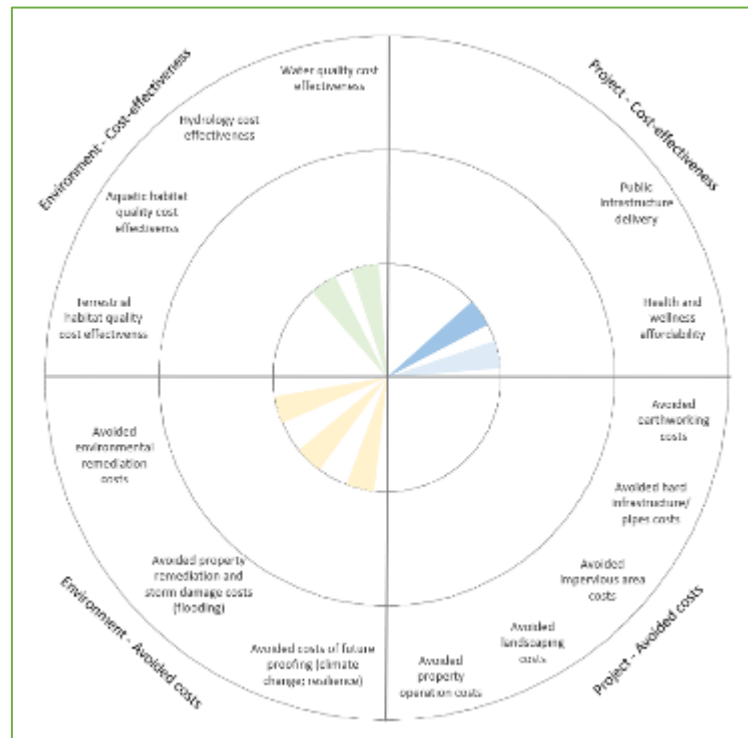 Environment - Cost-effectiveness
Water quality cost
effectiveness
Hydrology cost
effectiveness
Aquatic habitat
quality cost
effectivenss
Terrestrial
habitat quality
cost effectivenss
Project - Cost-effectiveness
Public
infrastructure
delivery
Health and
wellness
affordability
Avoided
environmental
remediation
costs
Avoided property
remediation and
storm damage costs
(flooding)
Avoided costs of future
proofing (climate
change; resilience)
Environment - Avoided costs
Avoided
earthworking
costs
Avoided hard
infrastructure/
pipes costs
Avoided
impervious area
costs
Avoided
landscaping
costs
Avoided
property
operation costs
Project - Avoided costs